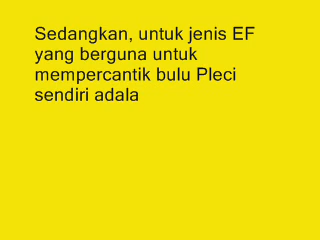 Sedangkan, untuk jenis EF
yang berguna untuk
mempercantik bulu Pleci
sendiri adala